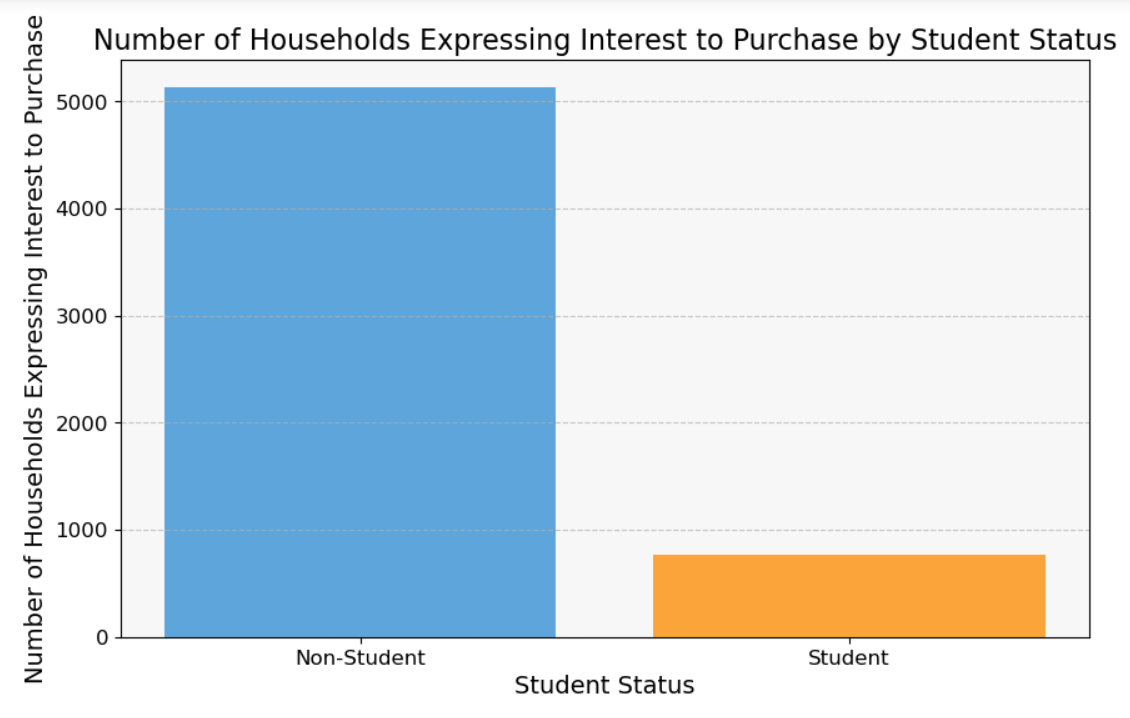 Number of Households Expressing Interest to Purchase by Student Status
Number of Households Expressing Interest to Purchase
5000
4000
3000
2000
1000
0
Non-Student
Student
Student Status